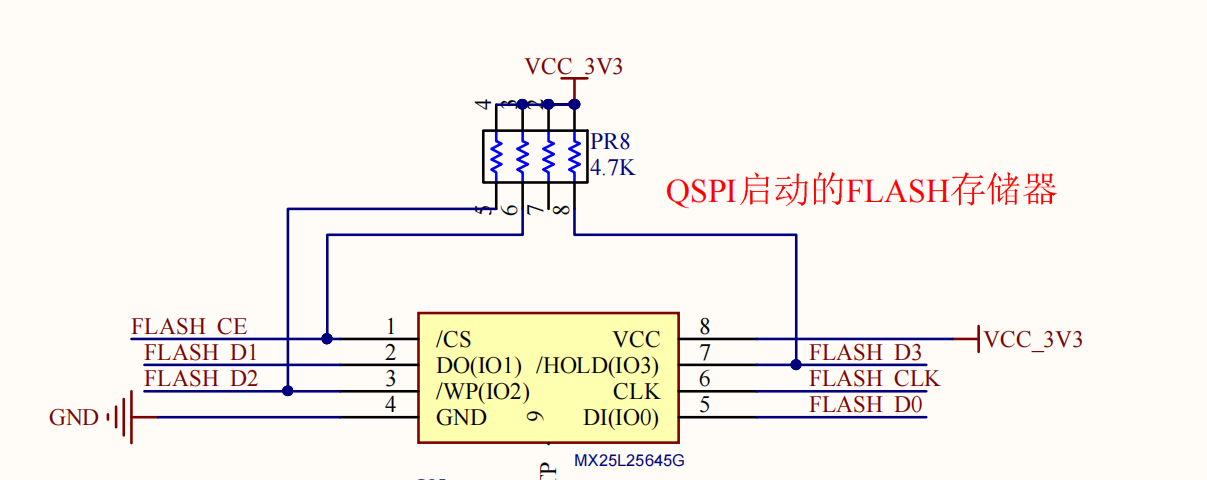 VCC_3V3
4 3 2
PR8
4.7K
QSPI启动的FLASH存储器
5 6 7 8
FLASH_CE 1 /CS VCC 8 VCC_3V3
FLASH_D1 2 DO(IO1) /HOLD(IO3) 7 FLASH_D3
FLASH_D2 3 /WP(IO2) CLK 6 FLASH_CLK
GND 4 GND 9 DI(IO0) 5 FLASH_D0
MX25L25645G